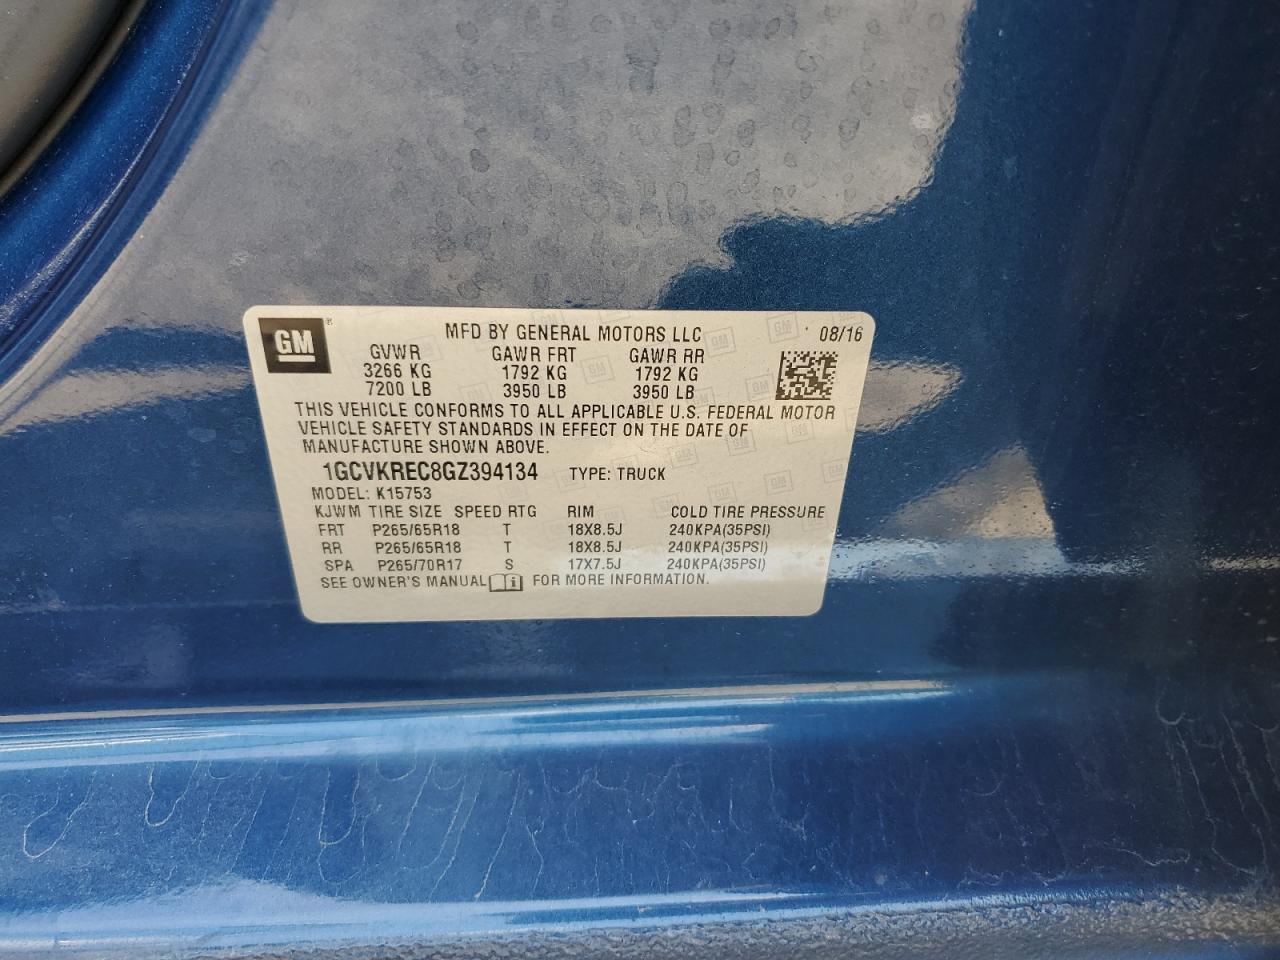 GM ®
MFD BY GENERAL MOTORS LLC 08/16
GVWR GAWR FRT GAWR RR
3266 KG 1792 KG 1792 KG
7200 LB 3950 LB 3950 LB
THIS VEHICLE CONFORMS TO ALL APPLICABLE U.S. FEDERAL MOTOR
VEHICLE SAFETY STANDARDS IN EFFECT ON THE DATE OF
MANUFACTURE SHOWN ABOVE.
1GCVKREC8GZ394134 TYPE: TRUCK
MODEL: K15753
KJWM TIRE SIZE SPEED RTG RIM COLD TIRE PRESSURE
FRT P265/65R18 T 18X8.5J 240KPA(35PSI)
RR P265/65R18 T 18X8.5J 240KPA(35PSI)
SPA P265/70R17 S 17X7.5J 240KPA(35PSI)
SEE OWNER'S MANUAL i FOR MORE INFORMATION.